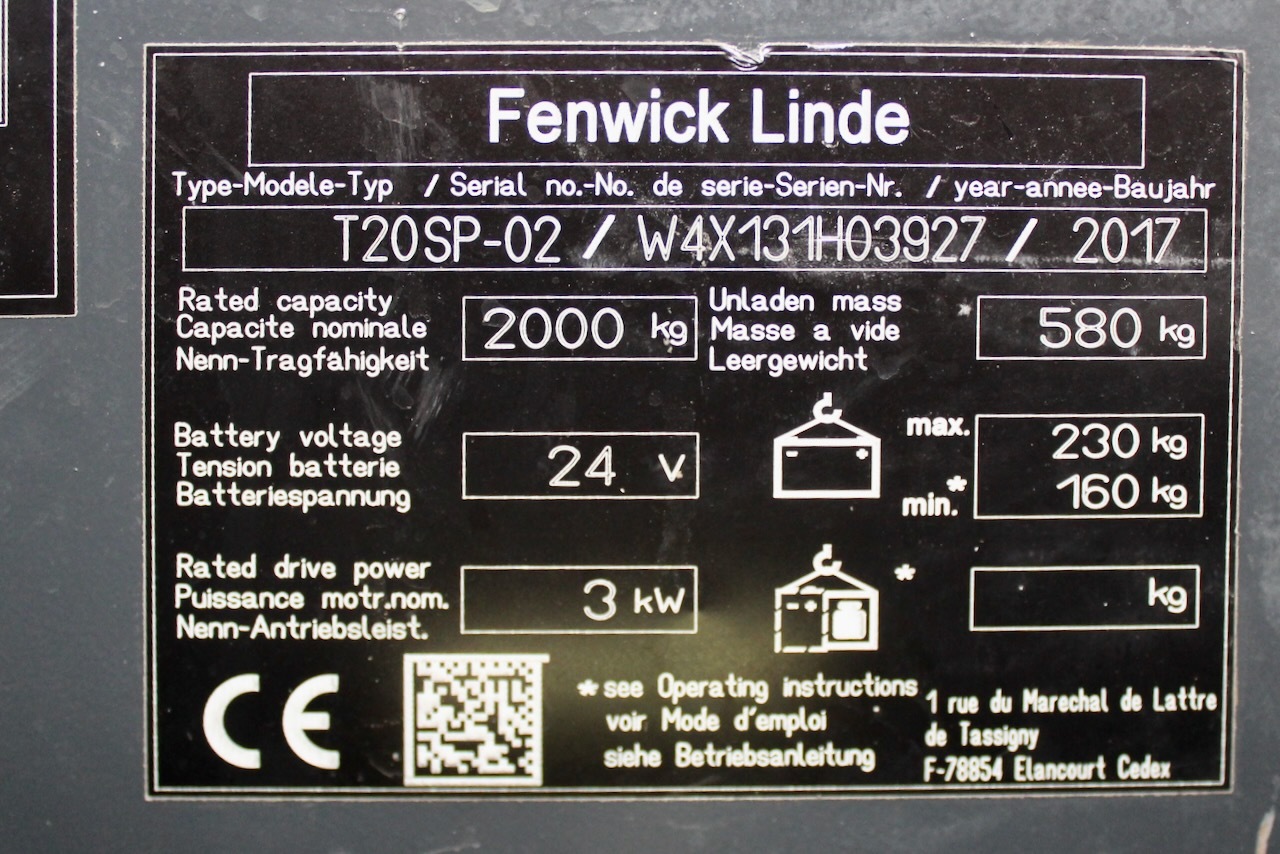 Fenwick Linde
Type-Modele-Typ / Serial no.-No. de serie-Serien-Nr. / year-annee-Baujahr
T20SP-02 / W4X131H03927 / 2017
Rated capacity
Capacite nominale
Nenn-Tragfähigkeit
2000 kg
Unladen mass
Masse a vide
Leergewicht
580 kg
Battery voltage
Tension batterie
Batteriespannung
24 V
max. 230 kg
min.* 160 kg
Rated drive power
Puissance motr.nom.
Nenn-Antriebsleist.
3 kW
* kg
CE
* see Operating instructions
voir Mode d'emploi
siehe Betriebsanleitung
1 rue du Marechal de Lattre
de Tassigny
F-78854 Elancourt Cedex